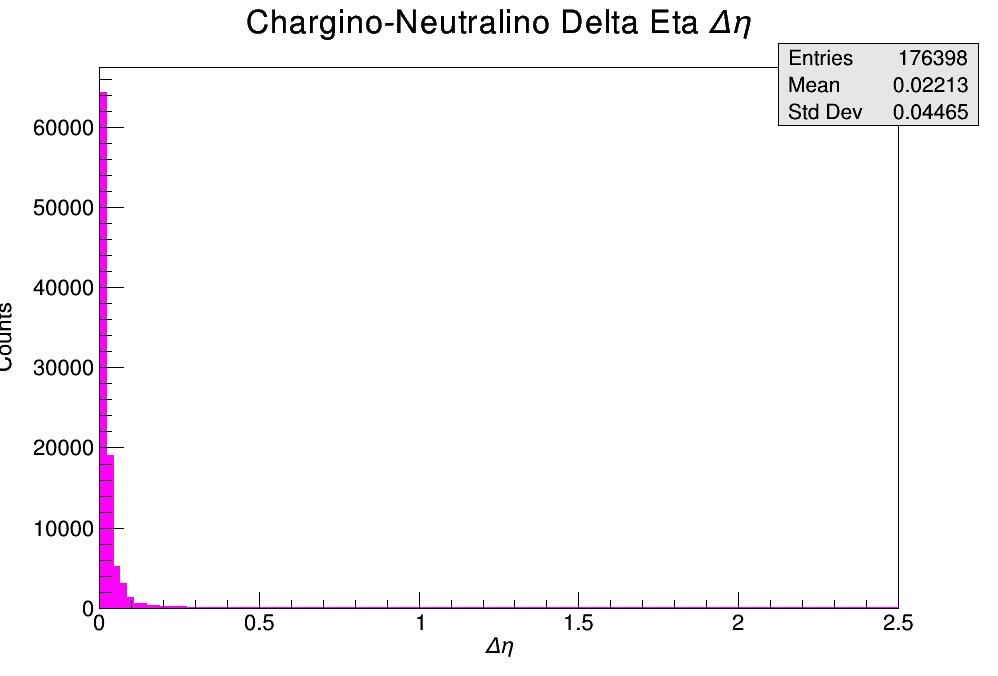 Chargino-Neutralino Delta Eta Δη
Entries 176398
Mean 0.02213
Std Dev 0.04465
Counts
60000
50000
40000
30000
20000
10000
0
0 0.5 1 1.5 2 2.5
Δη